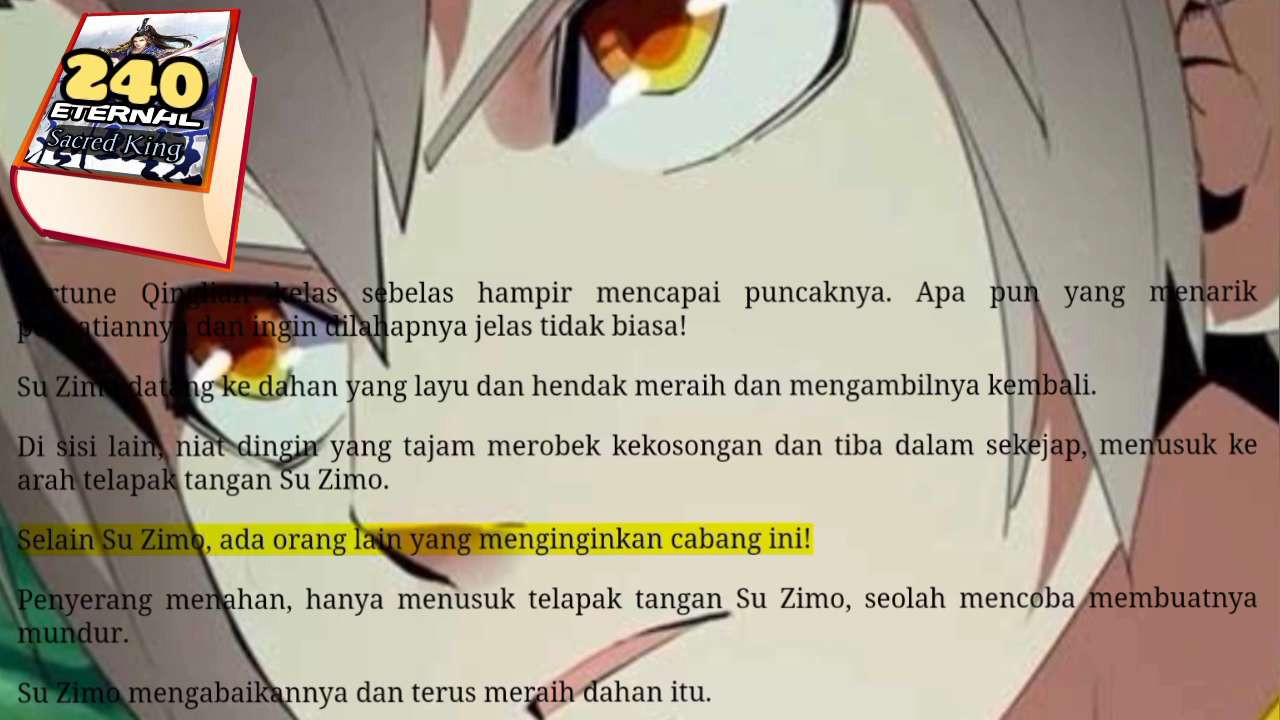 240
ETERNAL
Sacred King
Qinglian kelas sebelas hampir mencapai puncaknya. Apa pun yang menarik
perhatiannya dan ingin dilahapnya jelas tidak biasa!
Su Zimo datang ke dahan yang layu dan hendak meraih dan mengambilnya kembali.
Di sisi lain, niat dingin yang tajam merobek kekosongan dan tiba dalam sekejap, menusuk ke
arah telapak tangan Su Zimo.
Selain Su Zimo, ada orang lain yang menginginkan cabang ini!
Penyerang menahan, hanya menusuk telapak tangan Su Zimo, seolah mencoba membuatnya
mundur.
Su Zimo mengabaikannya dan terus meraih dahan itu.